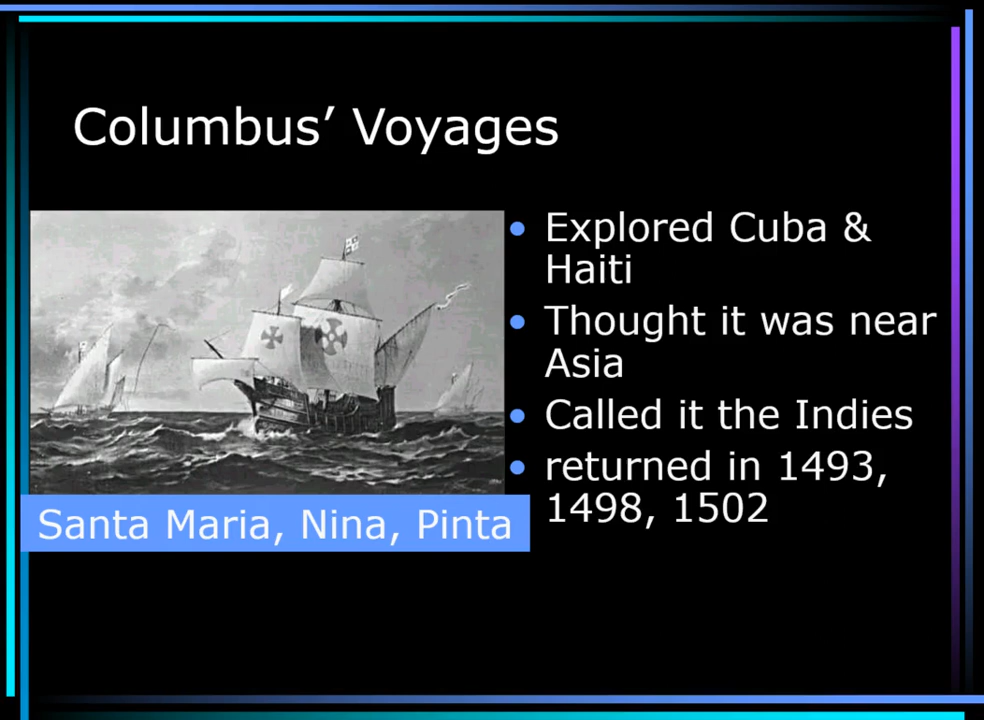 Columbus’ Voyages
Explored Cuba &
Haiti
Thought it was near
Asia
Called it the Indies
returned in 1493,
1498, 1502
Santa Maria, Nina, Pinta